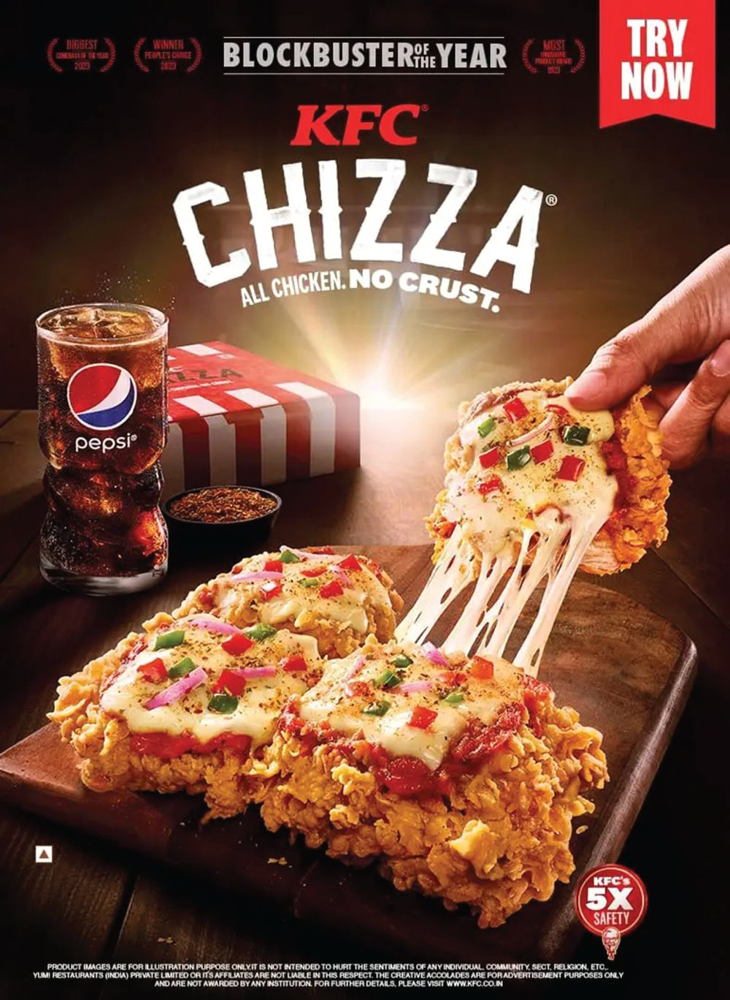 BIGGEST
COMEBACK OF THE YEAR
2023
WINNER
PEOPLE'S CHOICE
2023
BLOCKBUSTER OF THE YEAR
MOST
INNOVATIVE
PRODUCT AWARD
2023
TRY
NOW
KFC®
CHIZZA®
ALL CHICKEN. NO CRUST.
pepsi®
IZZA
KFC's
5X
SAFETY
PRODUCT IMAGES ARE FOR ILLUSTRATION PURPOSE ONLY.IT IS NOT INTENDED TO HURT THE SENTIMENTS OF ANY INDIVIDUAL, COMMUNITY, SECT, RELIGION, ETC,.
YUM! RESTAURANTS (INDIA) PRIVATE LIMITED OR ITS AFFILIATES ARE NOT LIABLE IN THIS RESPECT. THE CREATIVE ACCOLADES ARE FOR ADVERTISEMENT PURPOSES ONLY
AND ARE NOT AWARDED BY ANY INSTITUTION. FOR FURTHER DETAILS, PLEASE VISIT WWW.KFC.CO.IN